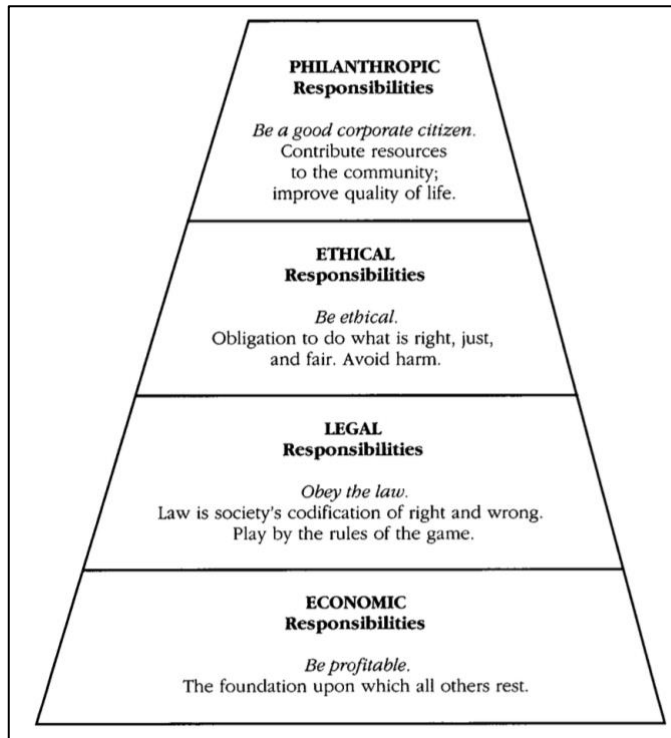 PHILANTHROPIC
Responsibilities
Be a good corporate citizen.
Contribute resources
to the community;
improve quality of life.
ETHICAL
Responsibilities
Be ethical.
Obligation to do what is right, just,
and fair. Avoid harm.
LEGAL
Responsibilities
Obey the law.
Law is society's codification of right and wrong.
Play by the rules of the game.
ECONOMIC
Responsibilities
Be profitable.
The foundation upon which all others rest.